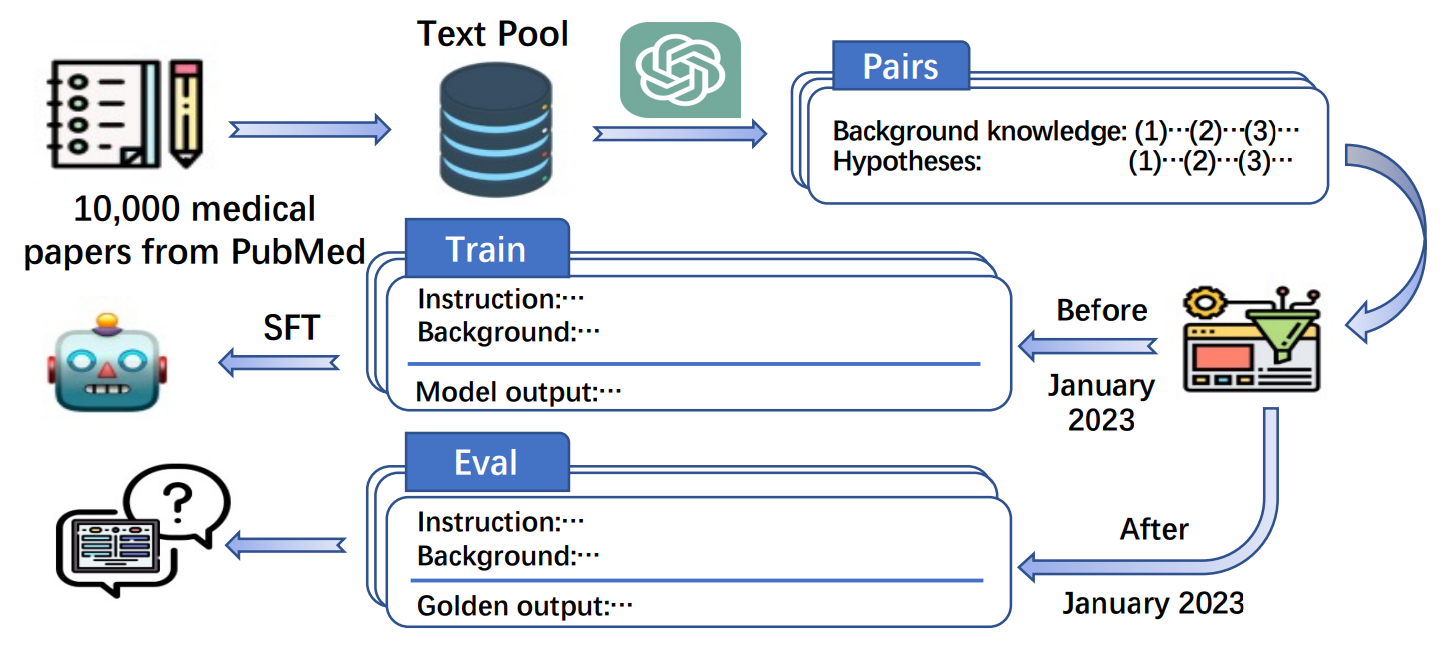 Text Pool
10,000 medical
papers from PubMed
Pairs
Background knowledge: (1)···(2)···(3)···
Hypotheses: (1)···(2)···(3)···
Train
Instruction:···
Background:···
Model output:···
SFT
Before
January
2023
Eval
Instruction:···
Background:···
Golden output:···
After
January 2023